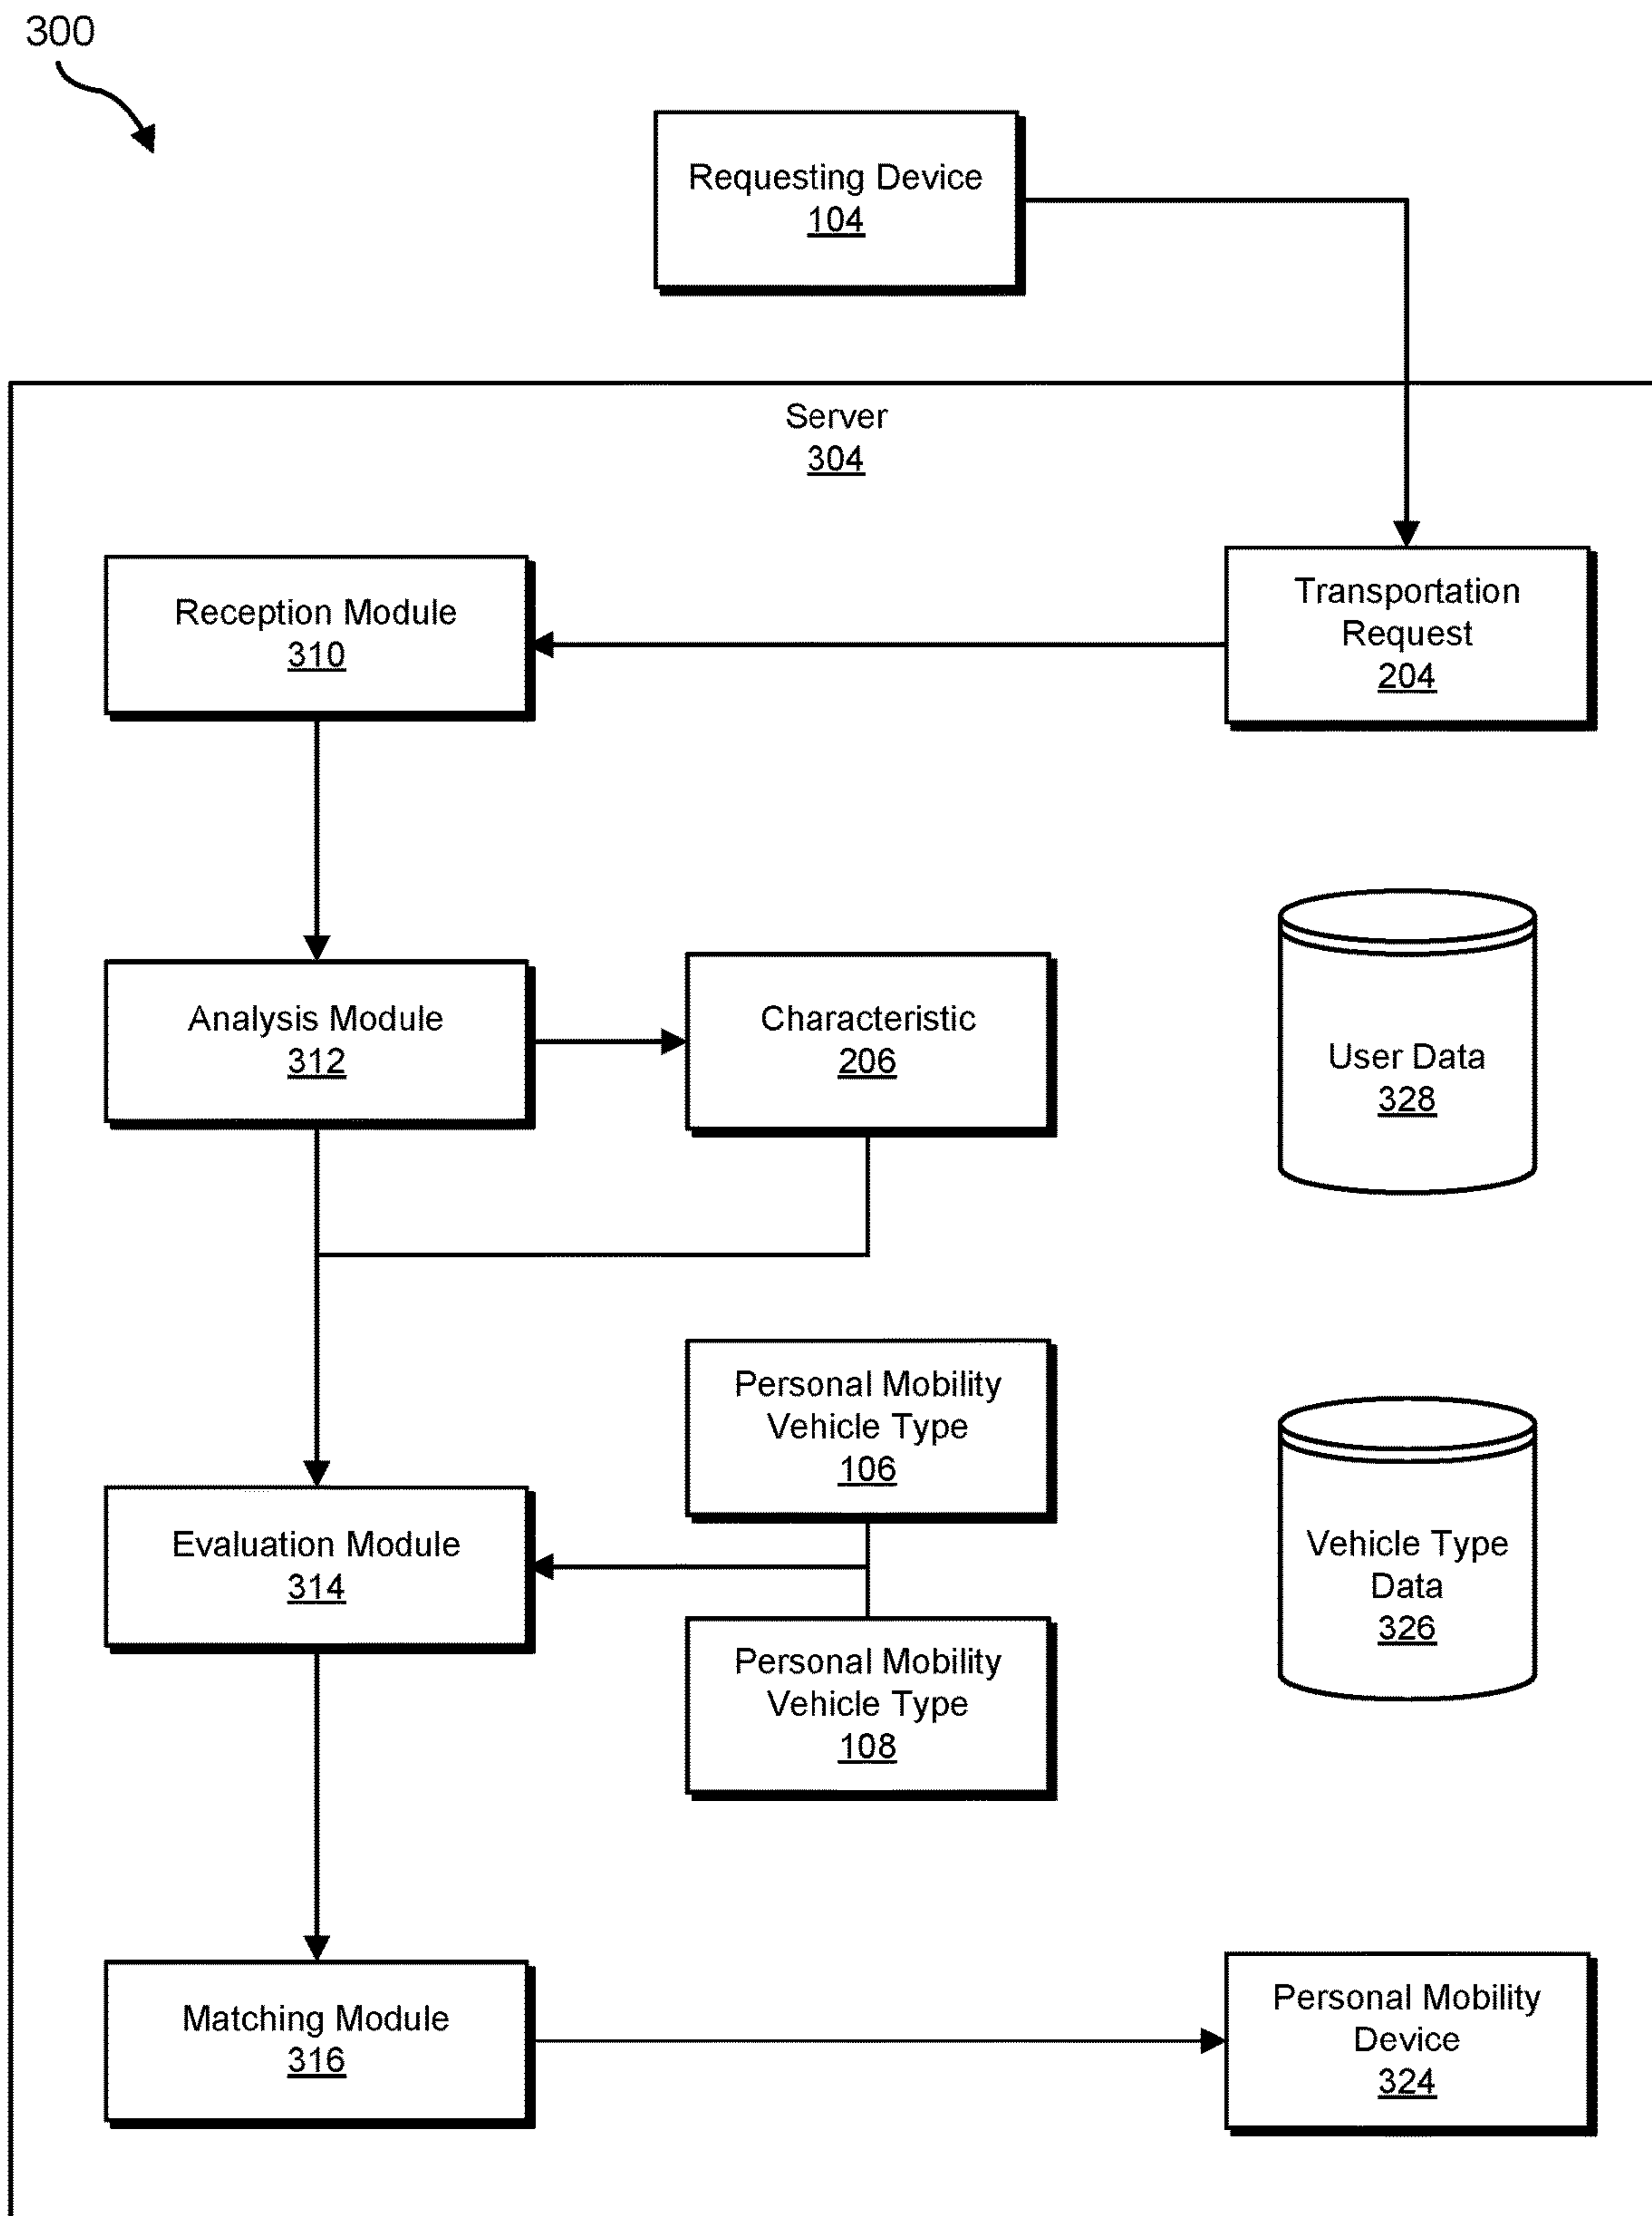 300
Requesting Device
104
Server
304
Reception Module
310
Transportation
Request
204
Analysis Module
312
Characteristic
206
User Data
328
Personal Mobility
Vehicle Type
106
Evaluation Module
314
Vehicle Type
Data
326
Personal Mobility
Vehicle Type
108
Matching Module
316
Personal Mobility
Device
324